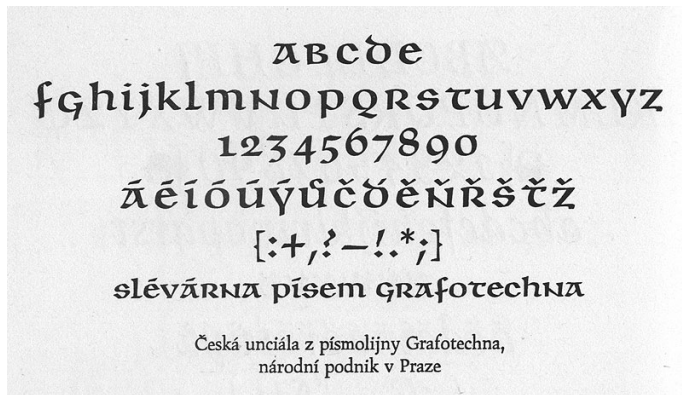 ABCDE
fGhijklmNOPQRSTUVWXYZ
1234567890
ÁÉÍÓÚÝŮČĎĚŇŘŠŤŽ
[:+,?–!.*;]
slévárna písem grafotechna
Česká unciála z písmolijny Grafotechna,
národní podnik v Praze